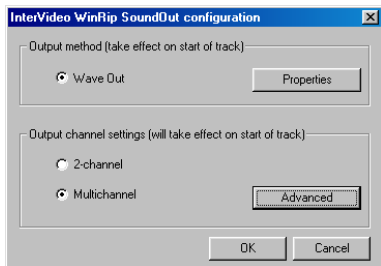 InterVideo WinRip SoundOut configuration
Output method (take effect on start of track)
Wave Out
Properties
Output channel settings (will take effect on start of track)
2-channel
Multichannel
Advanced
OK
Cancel